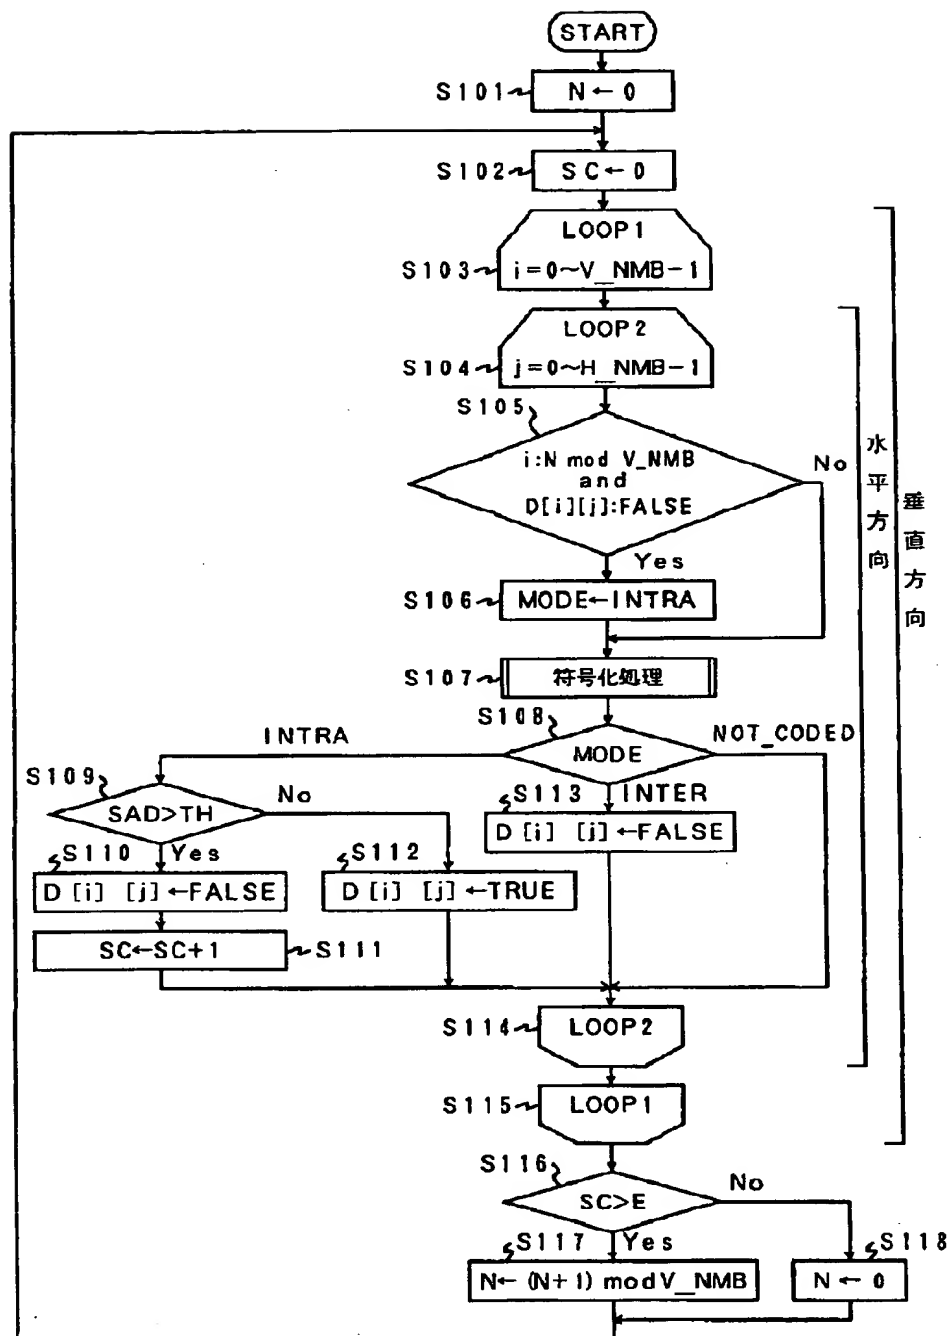 START
S101
N←0
S102
SC←0
LOOP1
S103
i=0~V_NMB-1
LOOP2
S104
j=0~H_NMB-1
S105
i:N mod V_NMB
and
D[i][j]:FALSE
No
Yes
水平方向
垂直方向
S106
MODE←INTRA
S107
符号化処理
S108
INTRA
MODE
NOT_CODED
S109
SAD>TH
No
S113
INTER
D [i] [j] ←FALSE
S110
Yes
S112
D [i] [j] ←FALSE
D [i] [j] ←TRUE
SC←SC+1
S111
S114
LOOP2
S115
LOOP1
S116
SC>E
No
S117
Yes
S118
N← (N+1) mod V_NMB
N ← 0